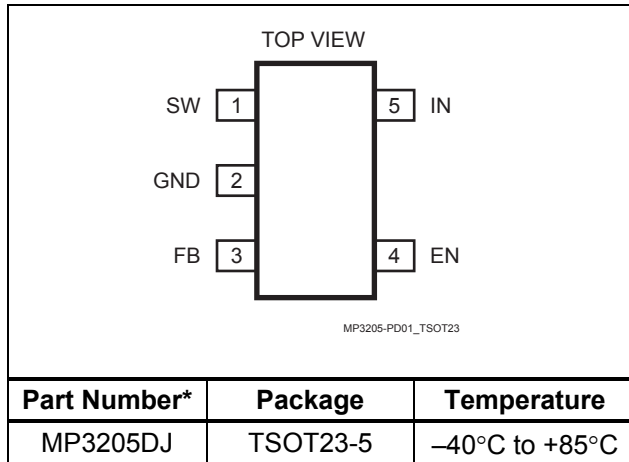 TOP VIEW
SW 1 5 IN
GND 2
FB 3 4 EN
MP3205-PD01_TSOT23
Part Number* Package Temperature
MP3205DJ TSOT23-5 –40°C to +85°C